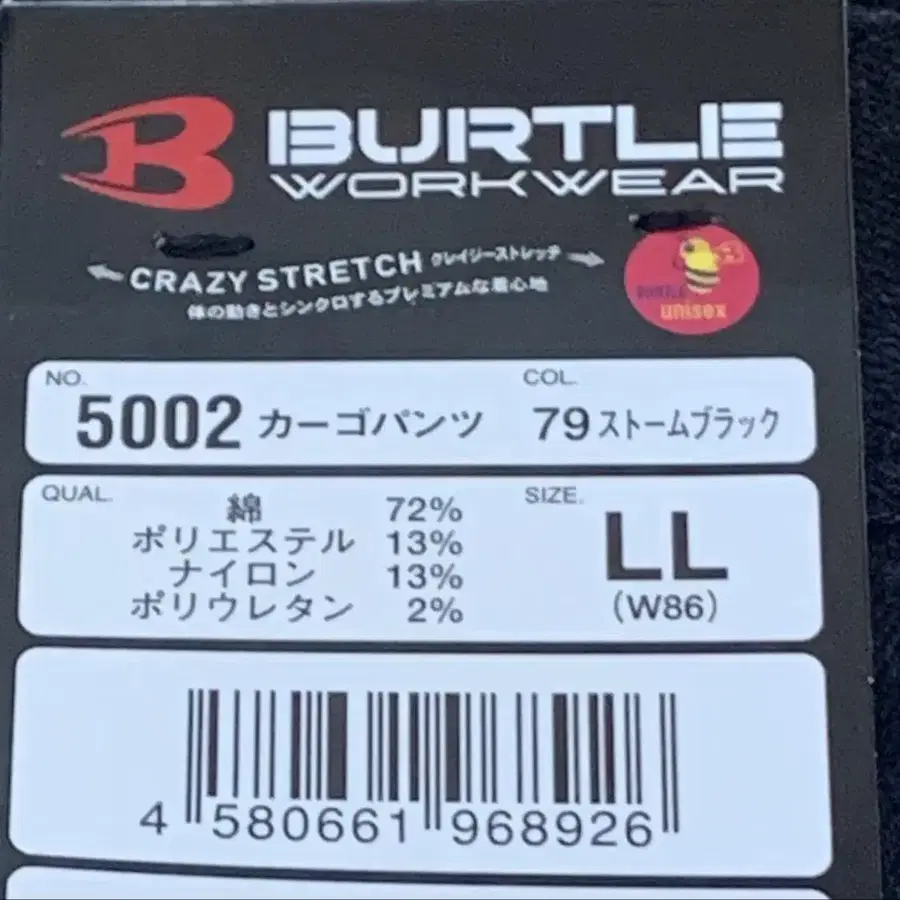 BURTLE
WORKWEAR
CRAZY STRETCH クレイジーストレッチ
体の動きとシンクロするプレミアムな着心地
BURTLE
unisex
NO.
5002 カーゴパンツ
COL.
79 ストームブラック
QUAL.
綿 72%
ポリエステル 13%
ナイロン 13%
ポリウレタン 2%
SIZE.
LL
(W86)
4 580661 968926